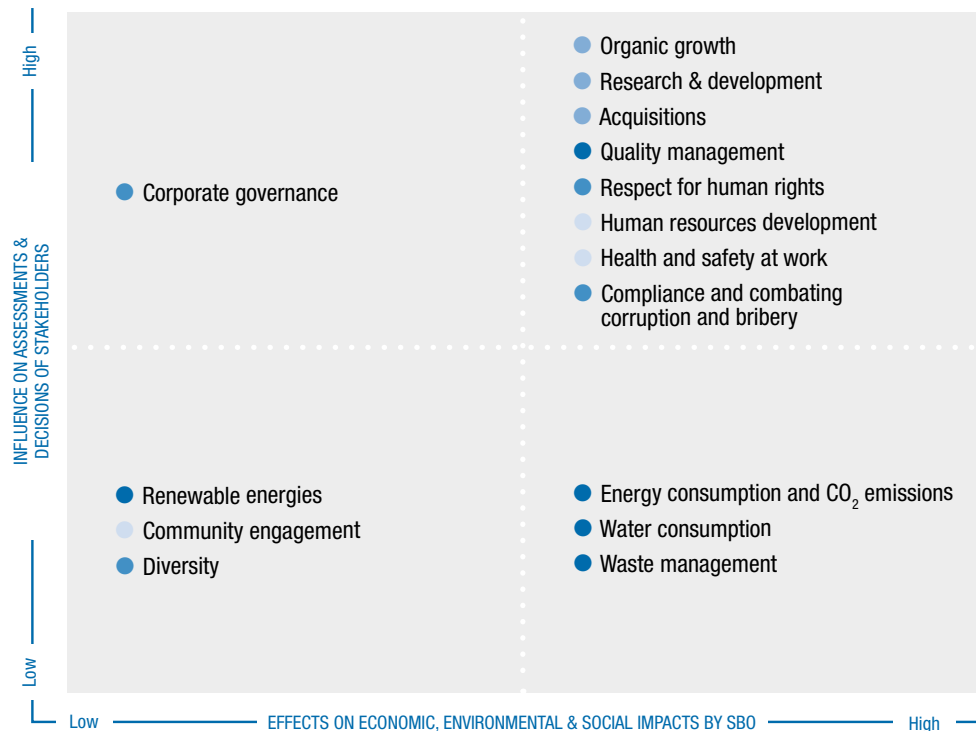 High
Organic growth
Research & development
Acquisitions
Quality management
Corporate governance
Respect for human rights
Human resources development
Health and safety at work
Compliance and combating
corruption and bribery
INFLUENCE ON ASSESSMENTS &
DECISIONS OF STAKEHOLDERS
Renewable energies
Community engagement
Diversity
Energy consumption and CO₂ emissions
Water consumption
Waste management
Low
Low
EFFECTS ON ECONOMIC, ENVIRONMENTAL & SOCIAL IMPACTS BY SBO
High